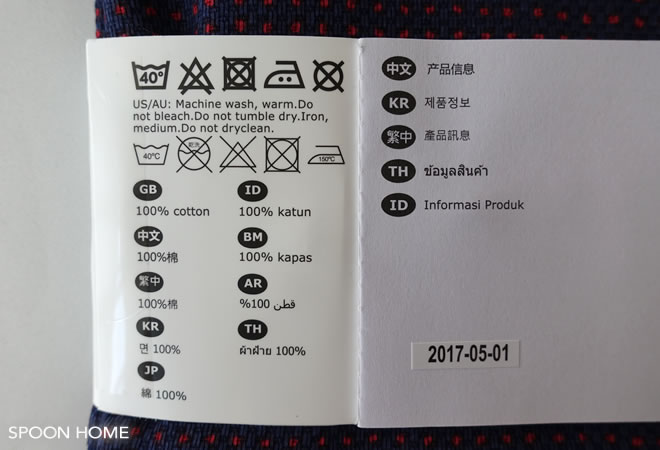 40°
US/AU: Machine wash, warm.Do
not bleach.Do not tumble dry.Iron,
medium.Do not dryclean.
40℃
乾洗
150℃
GB
100% cotton
中文
100%棉
繁中
100%棉
KR
면 100%
JP
綿 100%
ID
100% katun
BM
100% kapas
AR
قطن 100%
TH
ผ้าฝ้าย 100%
中文 产品信息
KR 제품정보
繁中 產品訊息
TH ข้อมูลสินค้า
ID Informasi Produk
2017-05-01
SPOON HOME